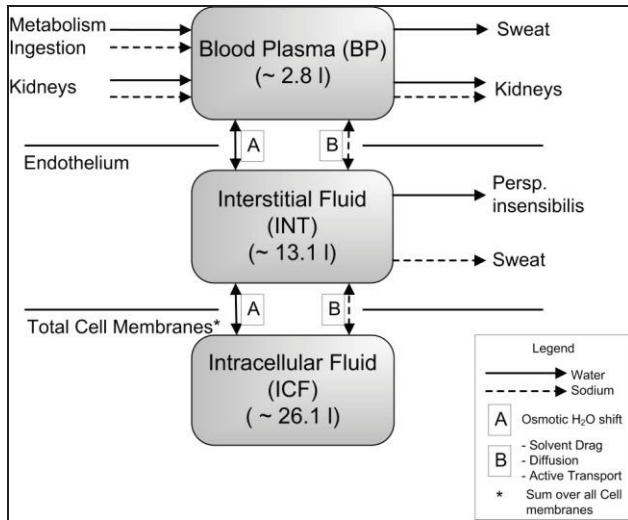 Metabolism
Ingestion
Kidneys
Blood Plasma (BP)
(~ 2.8 l)
Sweat
Kidneys
A
B
Endothelium
Interstitial Fluid
(INT)
(~ 13.1 l)
Persp.
insensibilis
Sweat
A
B
Total Cell Membranes*
Intracellular Fluid
(ICF)
( ~ 26.1 l)
Legend
Water
Sodium
A Osmotic H₂O shift
B
- Solvent Drag
- Diffusion
- Active Transport
* Sum over all Cell
membranes